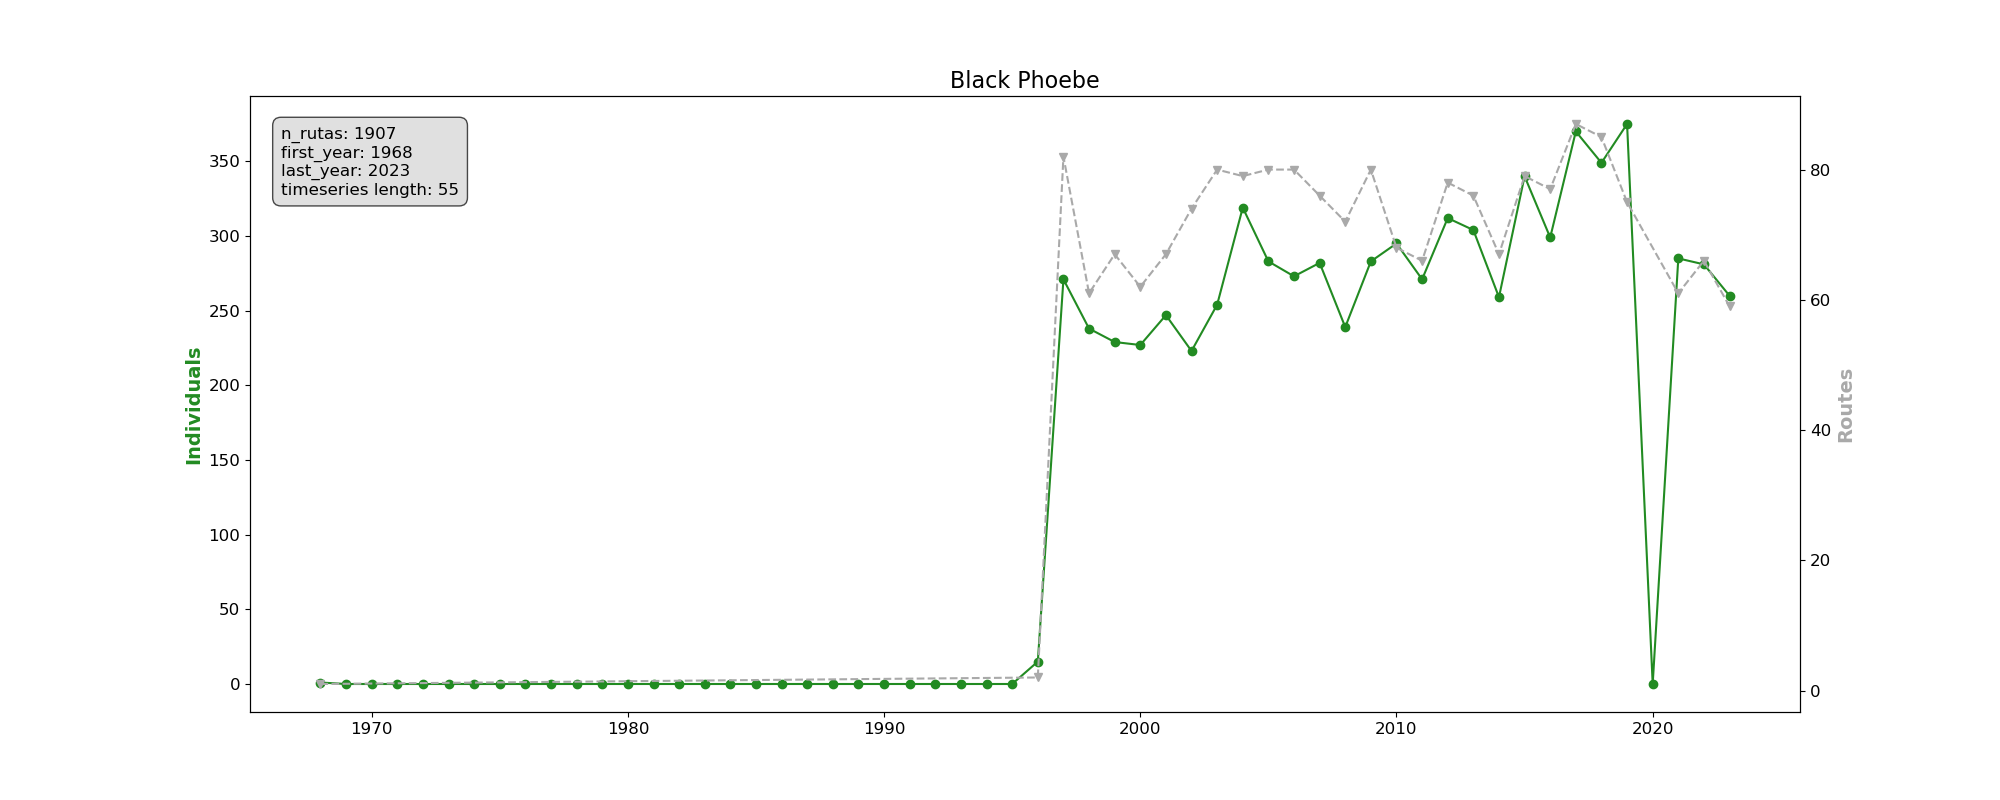 Black Phoebe
n_rutas: 1907
first_year: 1968
last_year: 2023
timeseries length: 55
Individuals
350
300
250
200
150
100
50
0
80
60
40
20
0
Routes
1970 1980 1990 2000 2010 2020